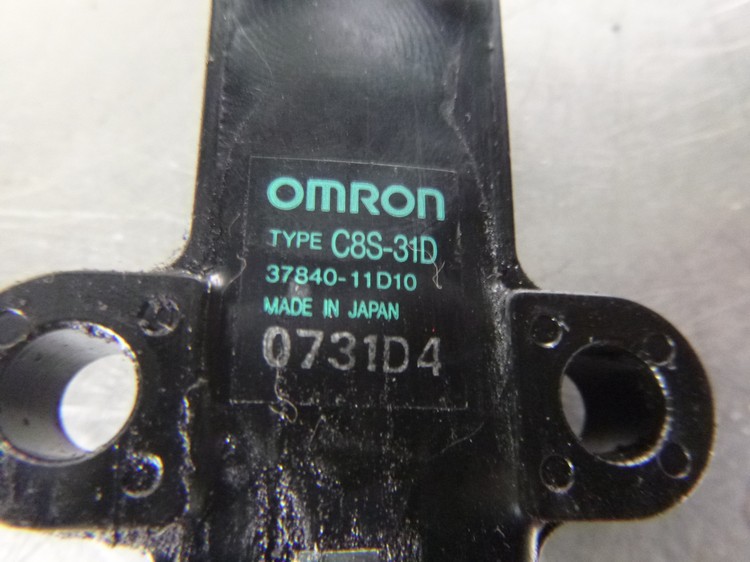 OMRON
TYPE C8S-31D
37840-11D10
MADE IN JAPAN
0731D4